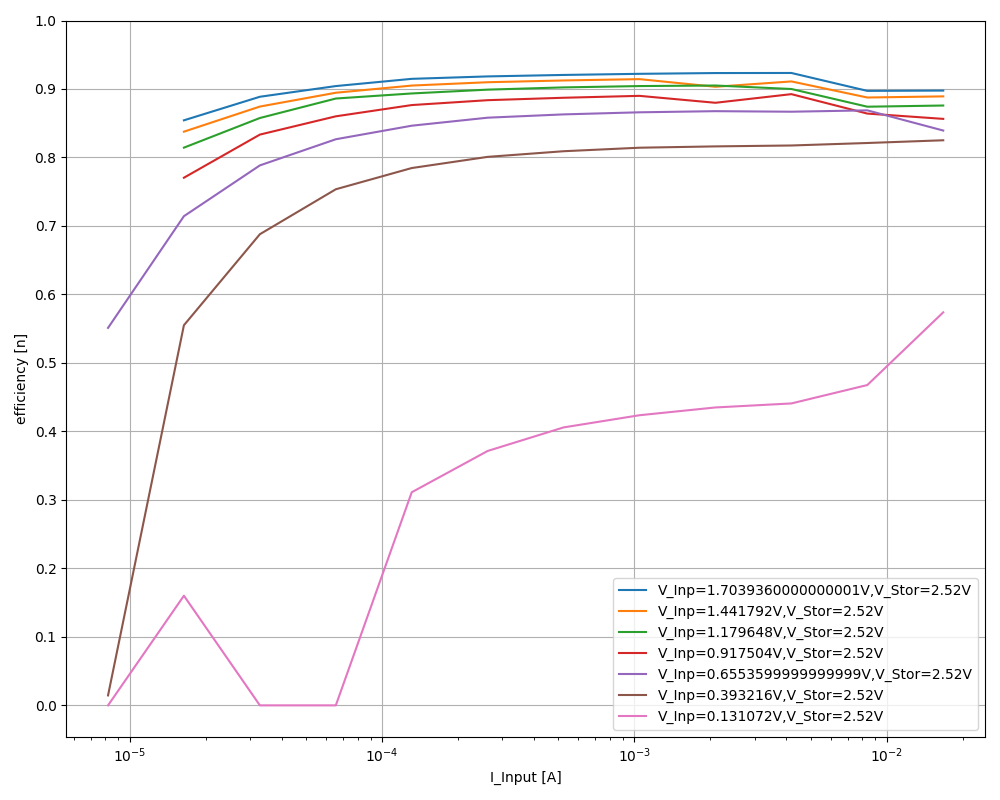 1.0
0.9
0.8
0.7
0.6
0.5
0.4
0.3
0.2
0.1
0.0
efficiency [n]
10⁻⁵
10⁻⁴
10⁻³
10⁻²
I_Input [A]
V_Inp=1.7039360000000001V,V_Stor=2.52V
V_Inp=1.441792V,V_Stor=2.52V
V_Inp=1.179648V,V_Stor=2.52V
V_Inp=0.917504V,V_Stor=2.52V
V_Inp=0.6553599999999999V,V_Stor=2.52V
V_Inp=0.393216V,V_Stor=2.52V
V_Inp=0.131072V,V_Stor=2.52V